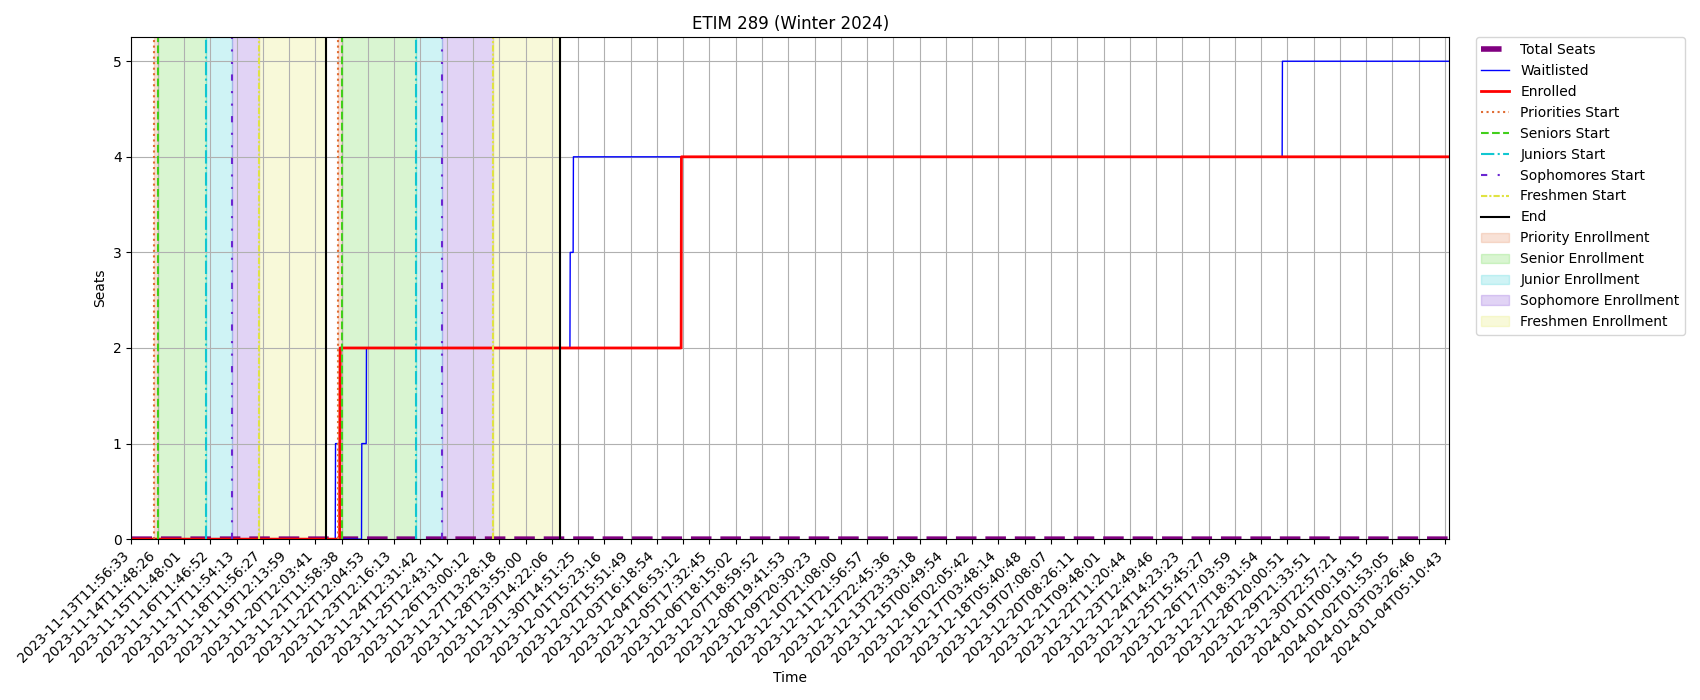 ETIM 289 (Winter 2024)
Seats
5
4
3
2
1
0
2023-11-13T11:56:33
2023-11-14T11:48:26
2023-11-15T11:48:01
2023-11-16T11:46:52
2023-11-17T11:54:13
2023-11-18T11:56:27
2023-11-19T12:13:59
2023-11-20T12:03:41
2023-11-21T11:58:38
2023-11-22T12:04:53
2023-11-23T12:16:13
2023-11-24T12:31:42
2023-11-25T12:43:11
2023-11-26T13:00:12
2023-11-27T13:28:18
2023-11-28T13:55:00
2023-11-29T14:22:06
2023-11-30T14:51:25
2023-12-01T15:23:16
2023-12-02T15:51:49
2023-12-03T16:18:54
2023-12-04T16:53:12
2023-12-05T17:32:45
2023-12-06T18:15:02
2023-12-07T18:59:52
2023-12-08T19:41:53
2023-12-09T20:30:23
2023-12-10T21:08:00
2023-12-11T21:56:57
2023-12-12T22:45:36
2023-12-13T23:33:18
2023-12-15T00:49:54
2023-12-16T02:05:42
2023-12-17T03:48:14
2023-12-18T05:40:48
2023-12-19T07:08:07
2023-12-20T08:26:11
2023-12-21T09:48:01
2023-12-22T11:20:44
2023-12-23T12:49:46
2023-12-24T14:23:23
2023-12-25T15:45:27
2023-12-26T17:03:59
2023-12-27T18:31:54
2023-12-28T20:00:51
2023-12-29T21:33:51
2023-12-30T22:57:21
2024-01-01T00:19:15
2024-01-02T01:53:05
2024-01-03T03:26:46
2024-01-04T05:10:43
Time
Total Seats
Waitlisted
Enrolled
Priorities Start
Seniors Start
Juniors Start
Sophomores Start
Freshmen Start
End
Priority Enrollment
Senior Enrollment
Junior Enrollment
Sophomore Enrollment
Freshmen Enrollment